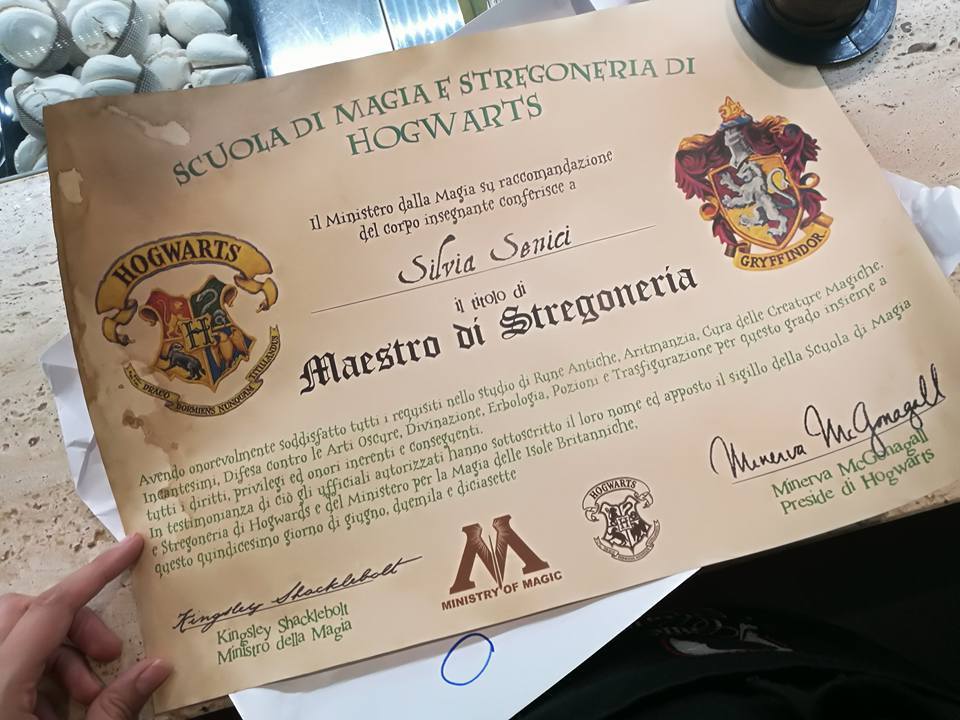 SCUOLA DI MAGIA E STREGONERIA DI
HOGWARTS
Il Ministero dalla Magia su raccomandazione
del corpo insegnante conferisce a
Silvia Senici
il titolo di
Maestro di Stregoneria
HOGWARTS
DRACO DORMIENS NUNQUAM TITILLANDUS
GRYFFINDOR
Avendo onorevolmente soddisfatto tutti i requisiti nello studio di Rune Antiche, Aritmanzia, Cura delle Creature Magiche,
Incantesimi, Difesa contro le Arti Oscure, Divinazione, Erbologia, Pozioni e Trasfigurazione per questo grado insieme a
tutti i diritti, privilegi ed onori inerenti e conseguenti.
In testimonianza di ciò gli ufficiali autorizzati hanno sottoscritto il loro nome ed apposto il sigillo della Scuola di Magia
e Stregoneria di Hogwards e del Ministero per la Magia delle Isole Britanniche,
questo quindicesimo giorno di giugno, duemila e diciasette
Kingsley Shacklebolt
Kingsley Shacklebolt
Ministro della Magia
M
MINISTRY OF MAGIC
HOGWARTS
H
Minerva McGonagall
Minerva McGonagall
Preside di Hogwarts